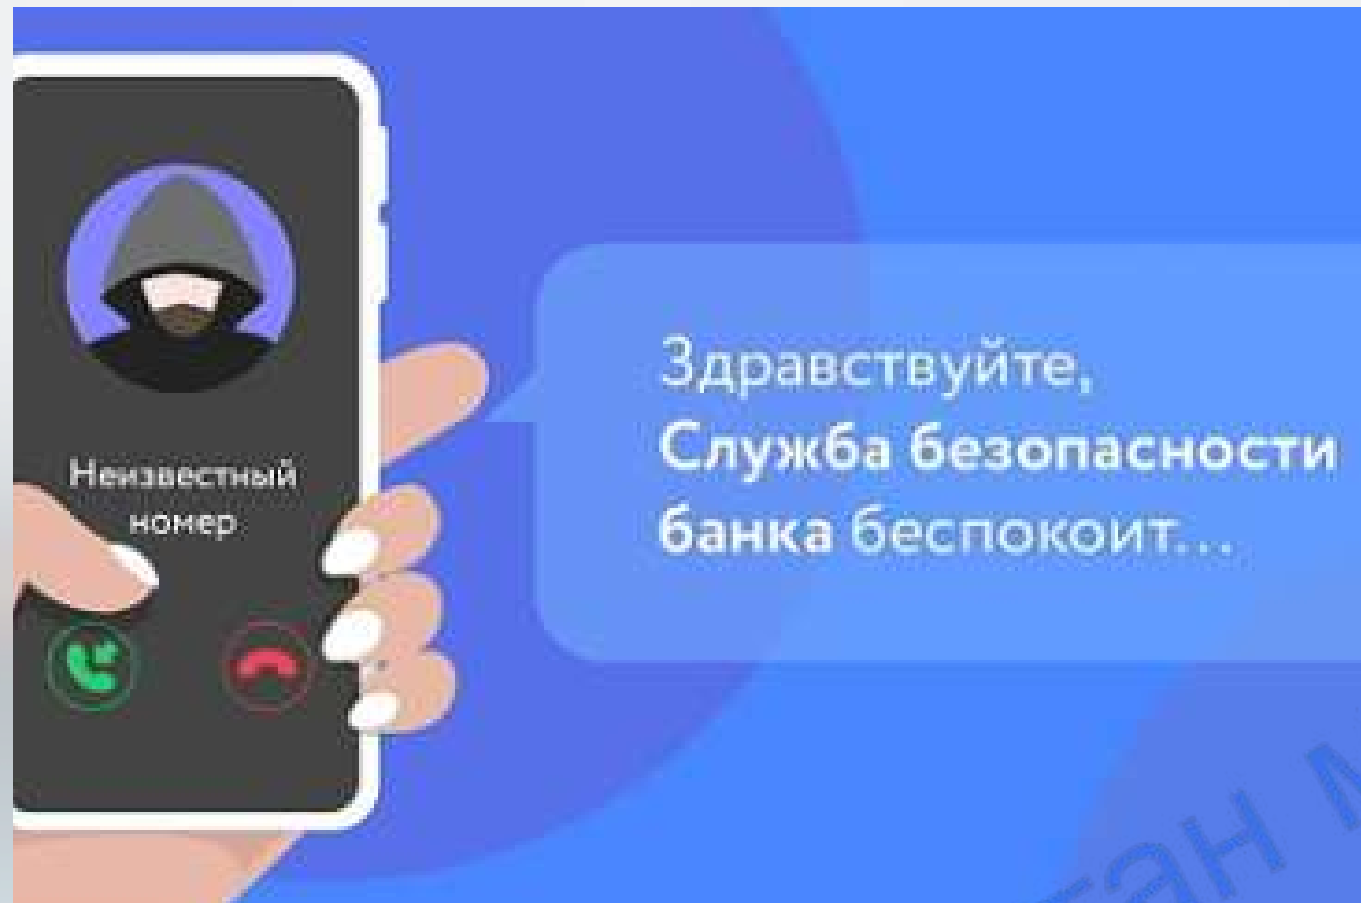 Неизвестный
номер
Здравствуйте,
Служба безопасности
банка беспокоит...